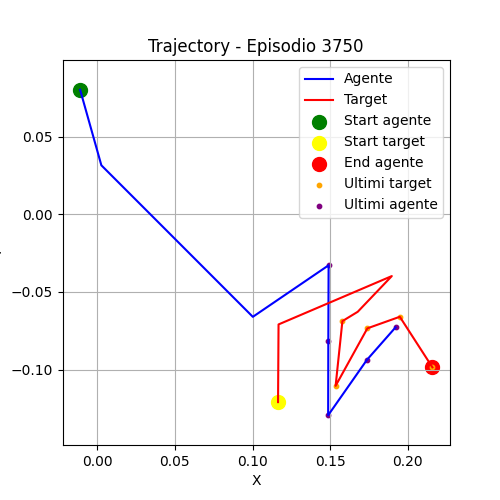 Trajectory - Episodio 3750
Agente
Target
Start agente
Start target
End agente
Ultimi target
Ultimi agente
0.05
0.00
−0.05
−0.10
0.00
0.05
0.10
0.15
0.20
X